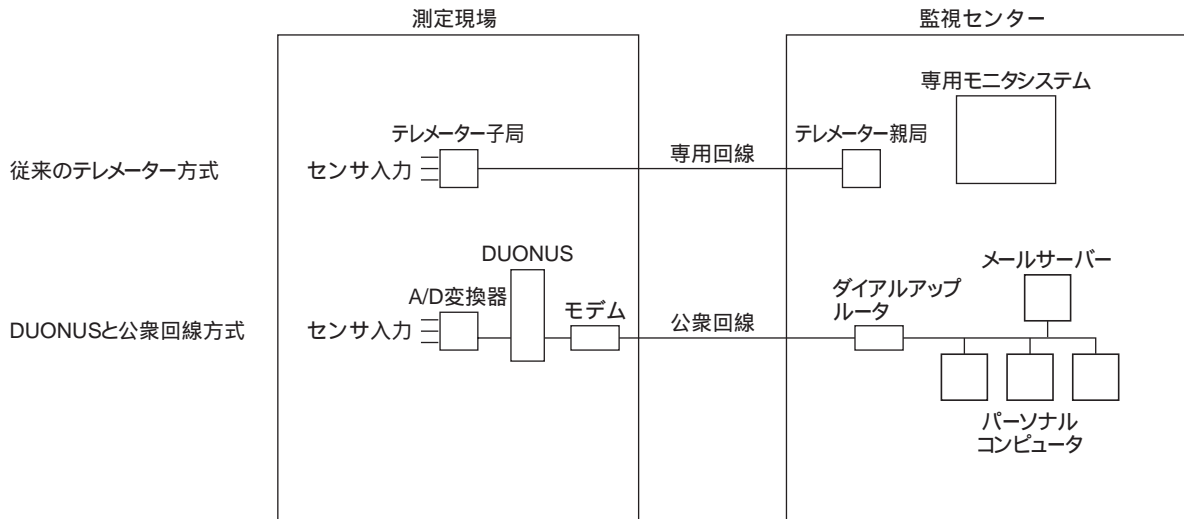 測定現場
監視センター
専用モニタシステム
テレメーター子局
テレメーター親局
専用回線
従来のテレメーター方式
センサ入力
DUONUS
メールサーバー
A/D変換器
ダイアルアップ
ルータ
モデム
公衆回線
DUONUSと公衆回線方式
センサ入力
パーソナル
コンピュータ